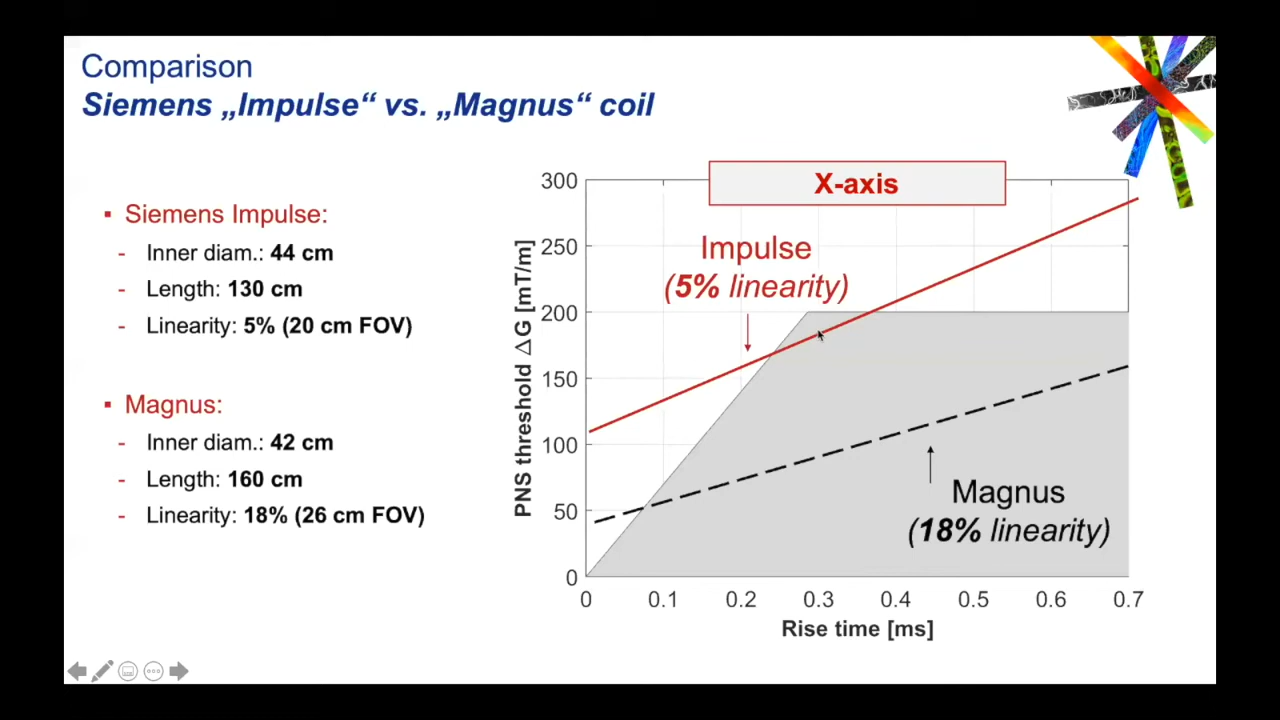 Comparison
Siemens „Impulse“ vs. „Magnus“ coil
▪ Siemens Impulse:
- Inner diam.: 44 cm
- Length: 130 cm
- Linearity: 5% (20 cm FOV)
▪ Magnus:
- Inner diam.: 42 cm
- Length: 160 cm
- Linearity: 18% (26 cm FOV)
X-axis
Impulse
(5% linearity)
Magnus
(18% linearity)
PNS threshold △G [mT/m]
300
250
200
150
100
50
0
0 0.1 0.2 0.3 0.4 0.5 0.6 0.7
Rise time [ms]